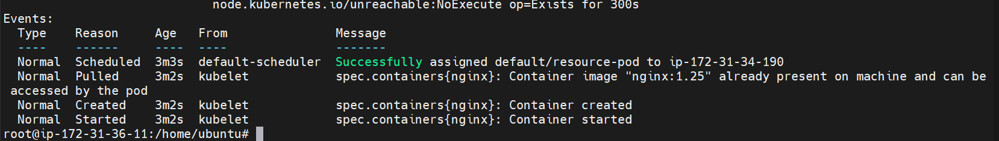 node.kubernetes.io/unreachable:NoExecute op=Exists for 300s
Events:
  Type    Reason     Age   From               Message
  ----    ------     ----  ----               -------
  Normal  Scheduled  3m3s  default-scheduler  Successfully assigned default/resource-pod to ip-172-31-34-190
  Normal  Pulled     3m2s  kubelet            spec.containers{nginx}: Container image "nginx:1.25" already present on machine and can be
 accessed by the pod
  Normal  Created    3m2s  kubelet            spec.containers{nginx}: Container created
  Normal  Started    3m2s  kubelet            spec.containers{nginx}: Container started
root@ip-172-31-36-11:/home/ubuntu#